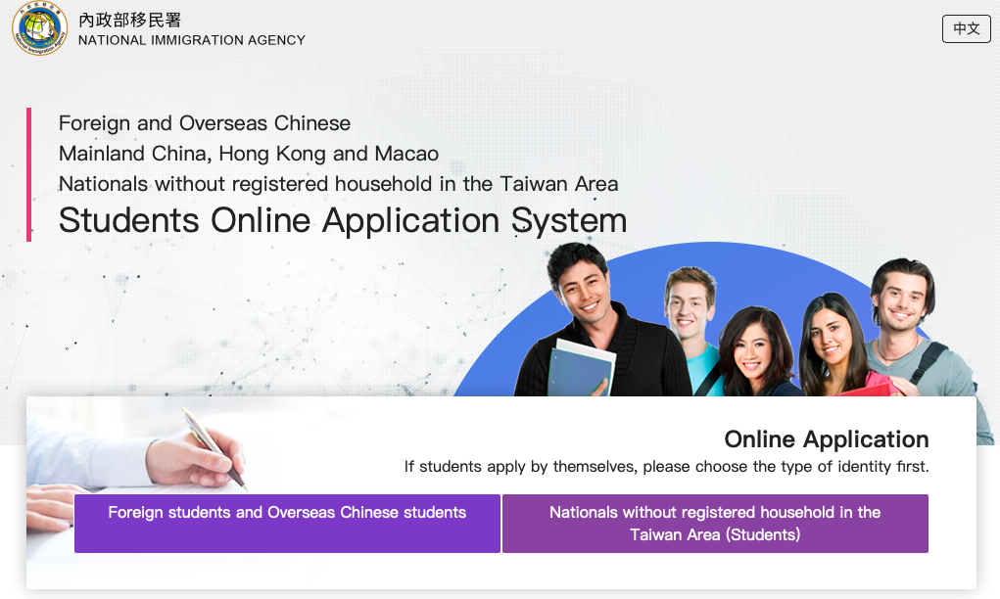 內政部移民署
NATIONAL IMMIGRATION AGENCY
中文
Foreign and Overseas Chinese
Mainland China, Hong Kong and Macao
Nationals without registered household in the Taiwan Area
Students Online Application System
Online Application
If students apply by themselves, please choose the type of identity first.
Foreign students and Overseas Chinese students
Nationals without registered household in the
Taiwan Area (Students)